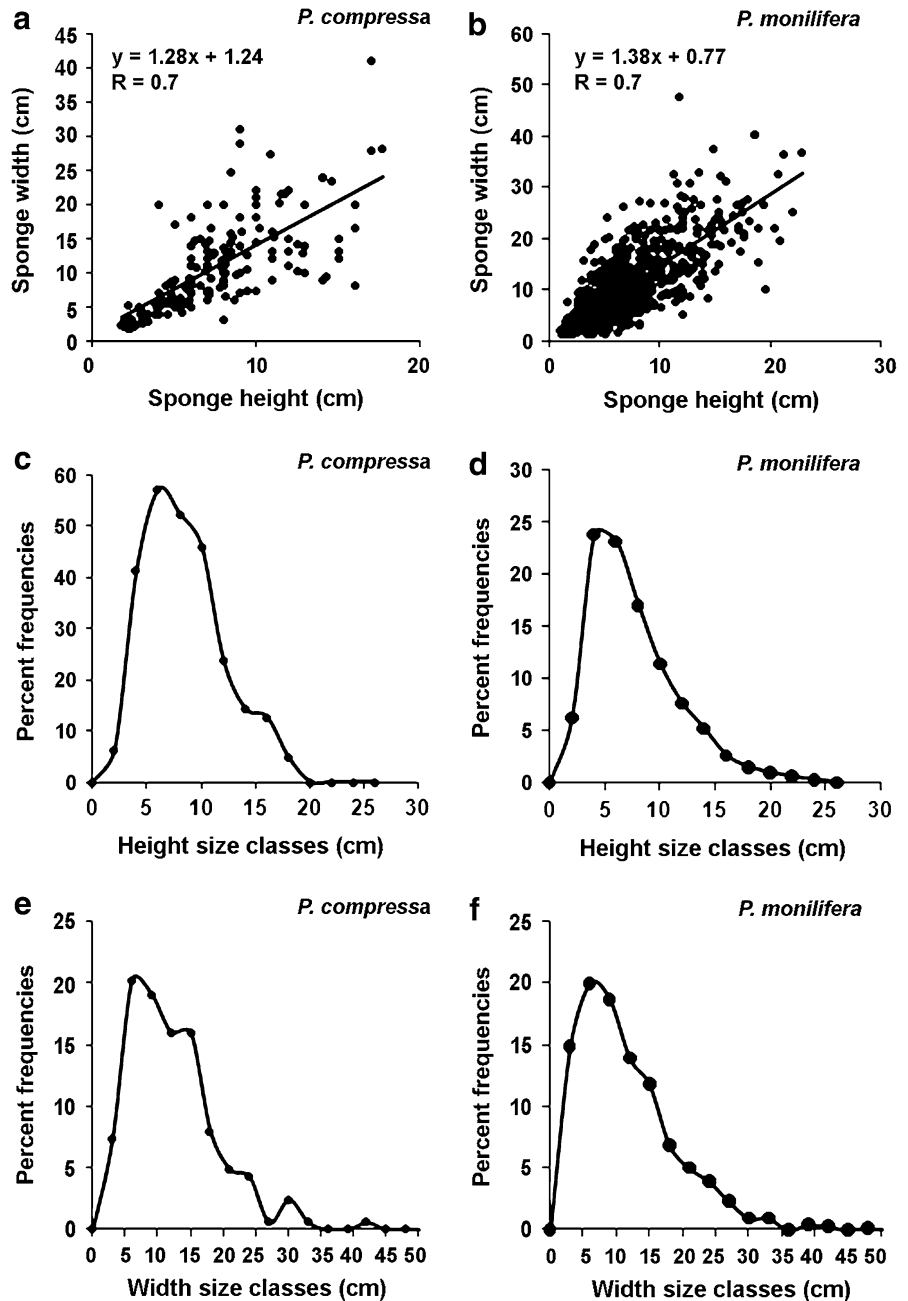 a P. compressa
y = 1.28x + 1.24
R = 0.7
Sponge width (cm)
45
40
35
30
25
20
15
10
5
0
0 10 20
Sponge height (cm)
b P. monilifera
y = 1.38x + 0.77
R = 0.7
Sponge width (cm)
60
50
40
30
20
10
0
0 10 20 30
Sponge height (cm)
c P. compressa
Percent frequencies
60
50
40
30
20
10
0
0 5 10 15 20 25 30
Height size classes (cm)
d P. monilifera
Percent frequencies
30
25
20
15
10
5
0
0 5 10 15 20 25 30
Height size classes (cm)
e P. compressa
Percent frequencies
25
20
15
10
5
0
0 5 10 15 20 25 30 35 40 45 50
Width size classes (cm)
f P. monilifera
Percent frequencies
25
20
15
10
5
0
0 5 10 15 20 25 30 35 40 45 50
Width size classes (cm)